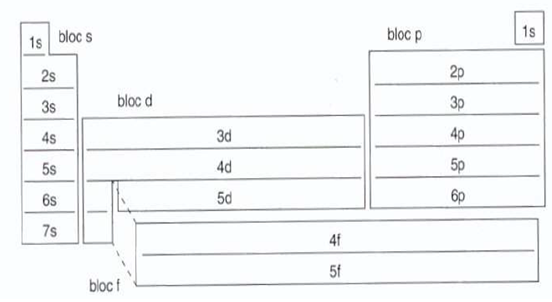 1s bloc s bloc p 1s
2s 2p
bloc d 3s 3p
4s 3d 4p
5s 4d 5p
6s 5d 6p
7s 4f
5f
bloc f